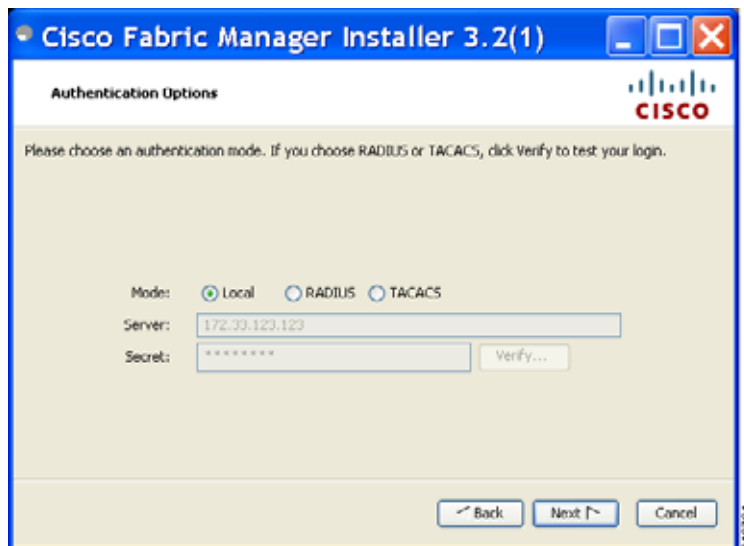 Cisco Fabric Manager Installer 3.2(1)
Authentication Options
CISCO
Please choose an authentication mode. If you choose RADIUS or TACACS, click Verify to test your login.
Mode: Local RADIUS TACACS
Server: 172.33.123.123
Secret: ********
Verify...
Back Next Cancel